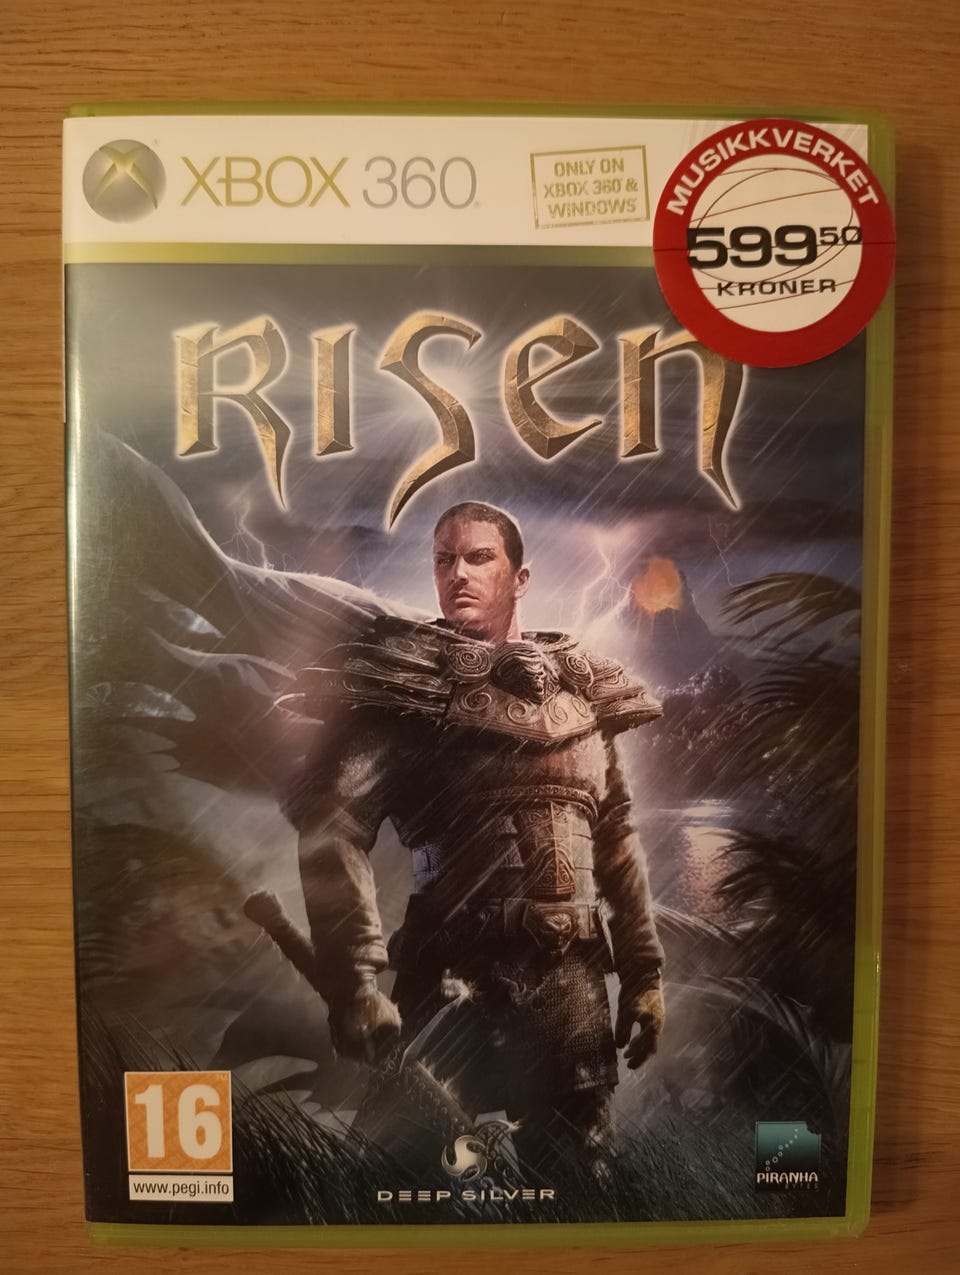 XBOX 360
ONLY ON
XBOX 360 &
WINDOWS
MUSIKKVERKET
599 50
KRONER
RISEN
16
www.pegi.info
DEEP SILVER
PIRANHA
BYTES